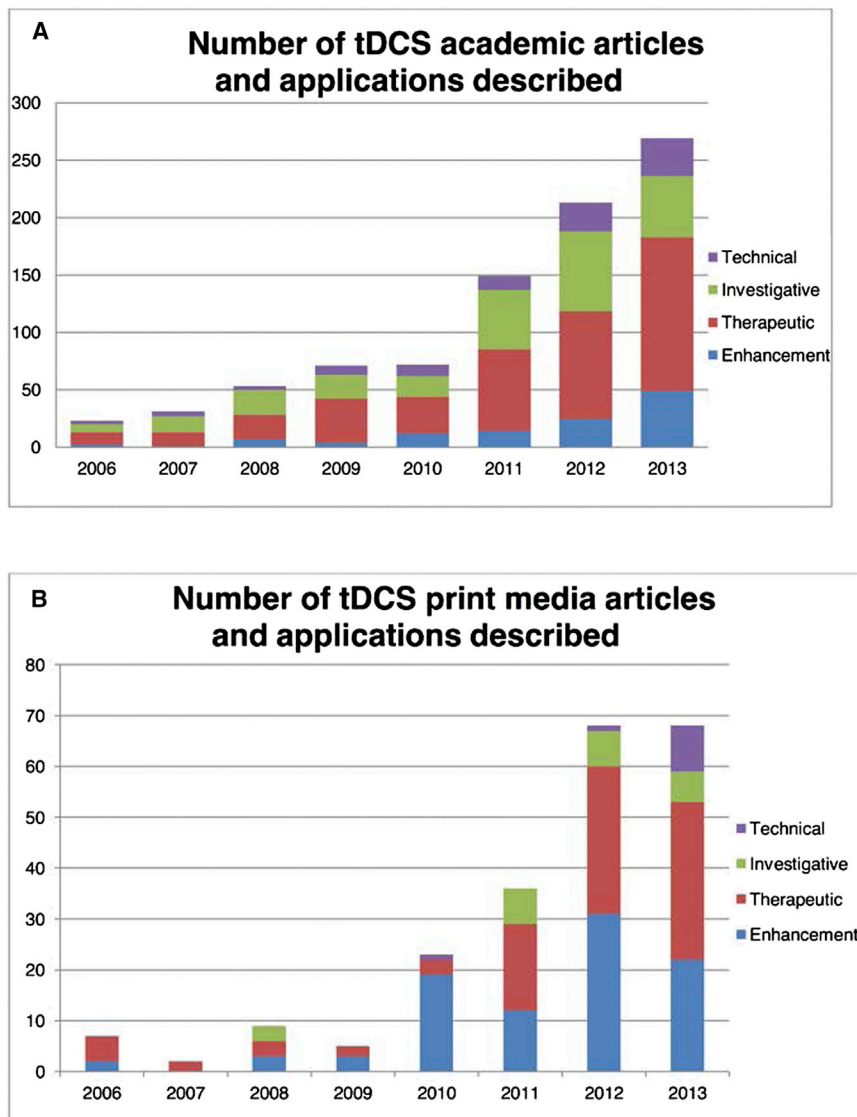 A
Number of tDCS academic articles
and applications described
300
250
200
150
100
50
0
2006 2007 2008 2009 2010 2011 2012 2013
Technical
Investigative
Therapeutic
Enhancement
B
Number of tDCS print media articles
and applications described
80
70
60
50
40
30
20
10
0
2006 2007 2008 2009 2010 2011 2012 2013
Technical
Investigative
Therapeutic
Enhancement